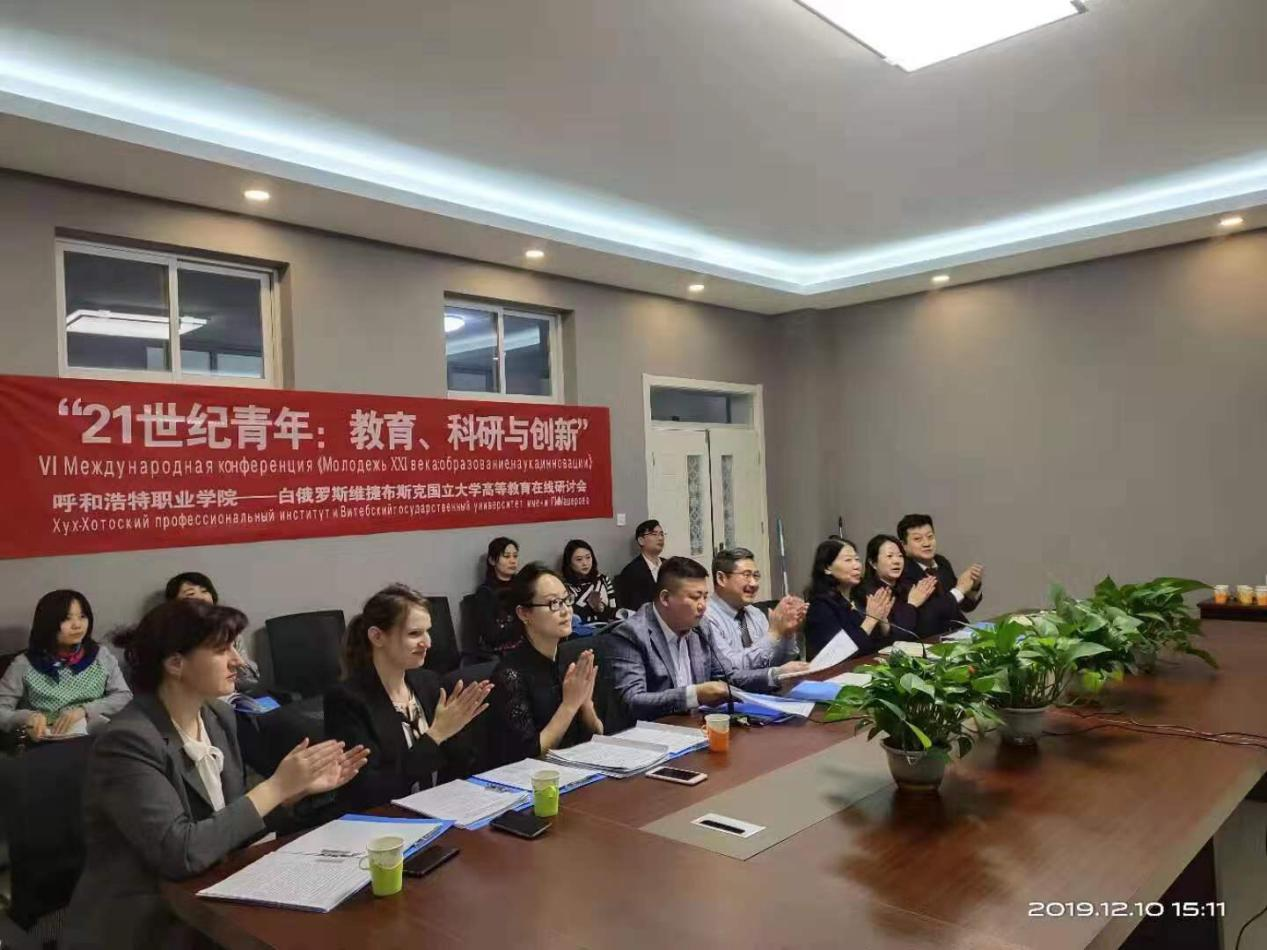 “21世纪青年：教育、科研与创新”
VI Международная конференция «Молодежь XXI века:образование,наука,инновации»
呼和浩特职业学院——白俄罗斯维捷布斯克国立大学高等教育在线研讨会
Хух-Хотоский профессиональный институт и Витебский государственный университет имени П.Машерова
2019.12.10 15:11